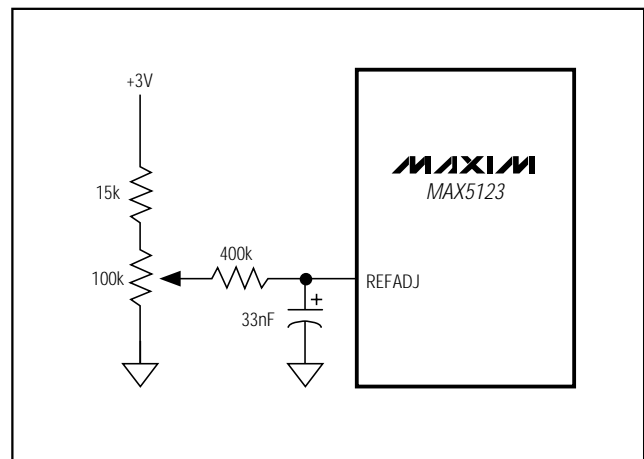 +3V
15k
100k
400k
33nF
+
REFADJ
MAXIM
MAX5123